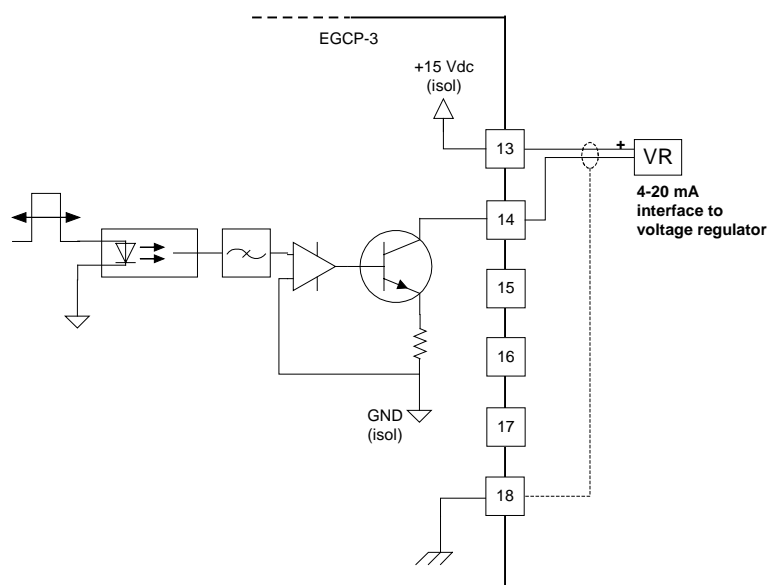 EGCP-3
+15 Vdc
(isol)
13
+
VR
4-20 mA
interface to
voltage regulator
14
15
16
17
GND
(isol)
18